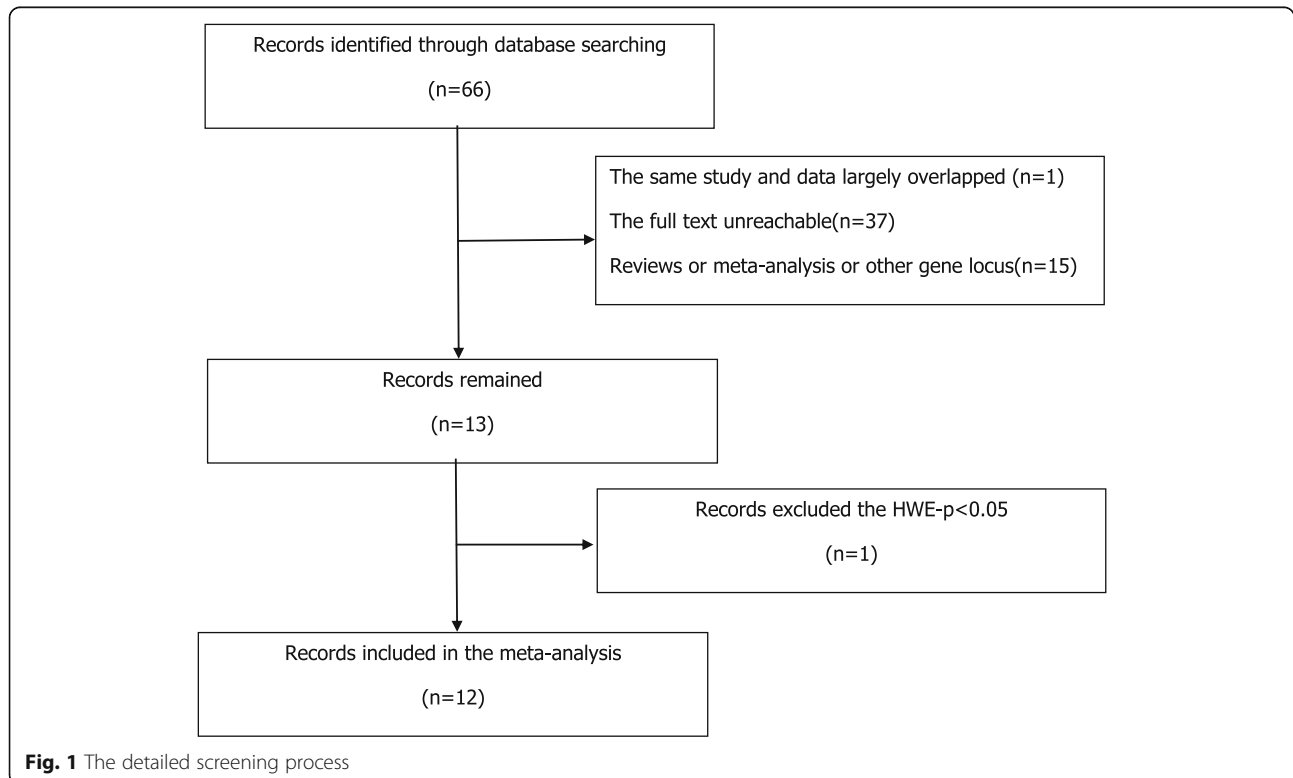 Records identified through database searching
(n=66)
The same study and data largely overlapped (n=1)
The full text unreachable(n=37)
Reviews or meta-analysis or other gene locus(n=15)
Records remained
(n=13)
Records excluded the HWE-p<0.05
(n=1)
Records included in the meta-analysis
(n=12)
Fig. 1 The detailed screening process